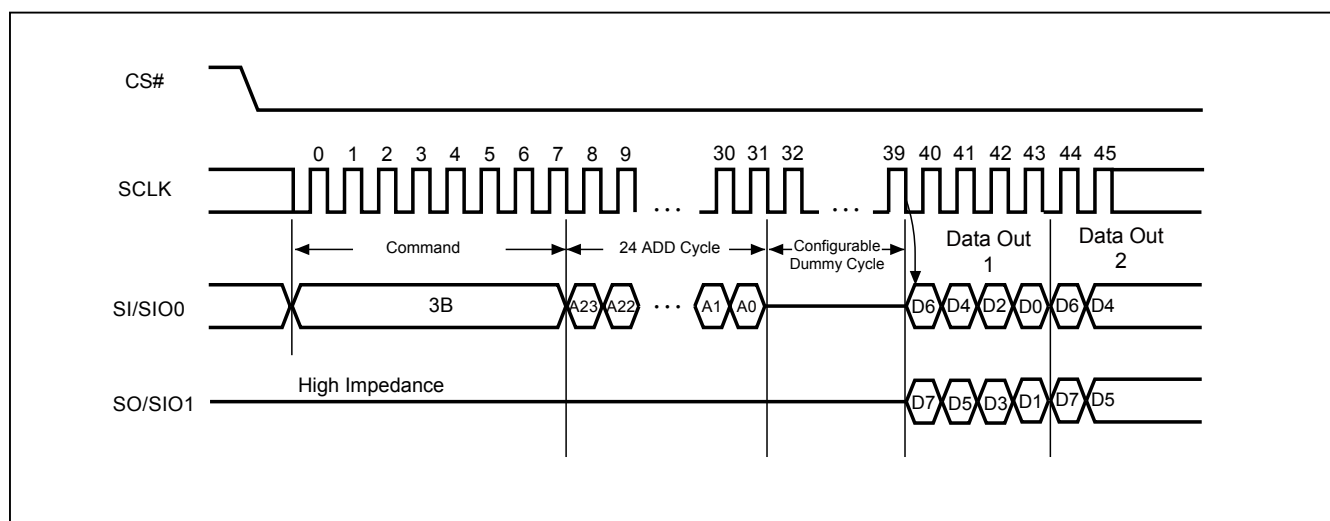 CS#
0 1 2 3 4 5 6 7 8 9 30 31 32 39 40 41 42 43 44 45
SCLK
... ...
Command 24 ADD Cycle Configurable Dummy Cycle Data Out 1 Data Out 2
SI/SIO0 3B A23 A22 ... A1 A0 D6 D4 D2 D0 D6 D4
High Impedance
SO/SIO1 D7 D5 D3 D1 D7 D5